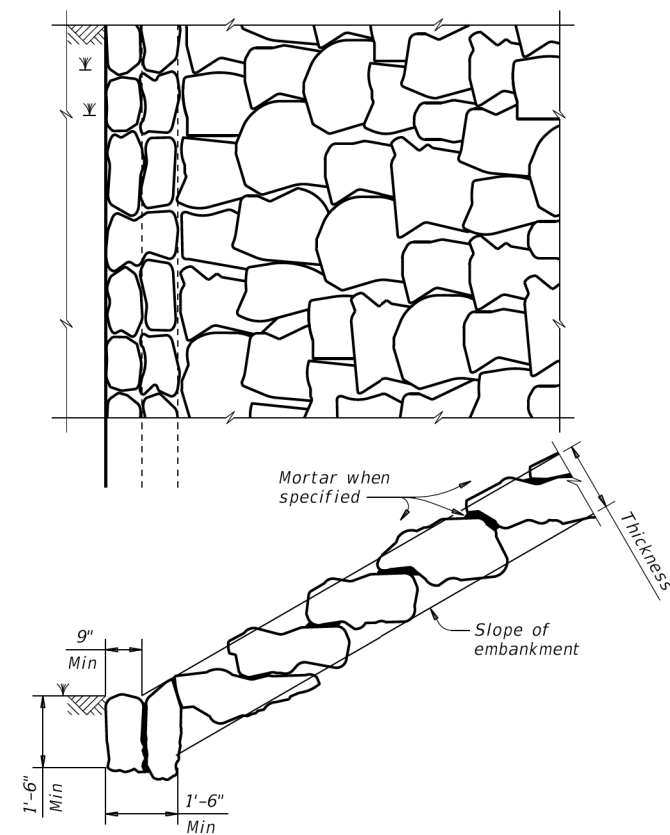 Mortar when
specified
Thickness
Slope of
embankment
9"
Min
1'-6"
Min
1'-6"
Min